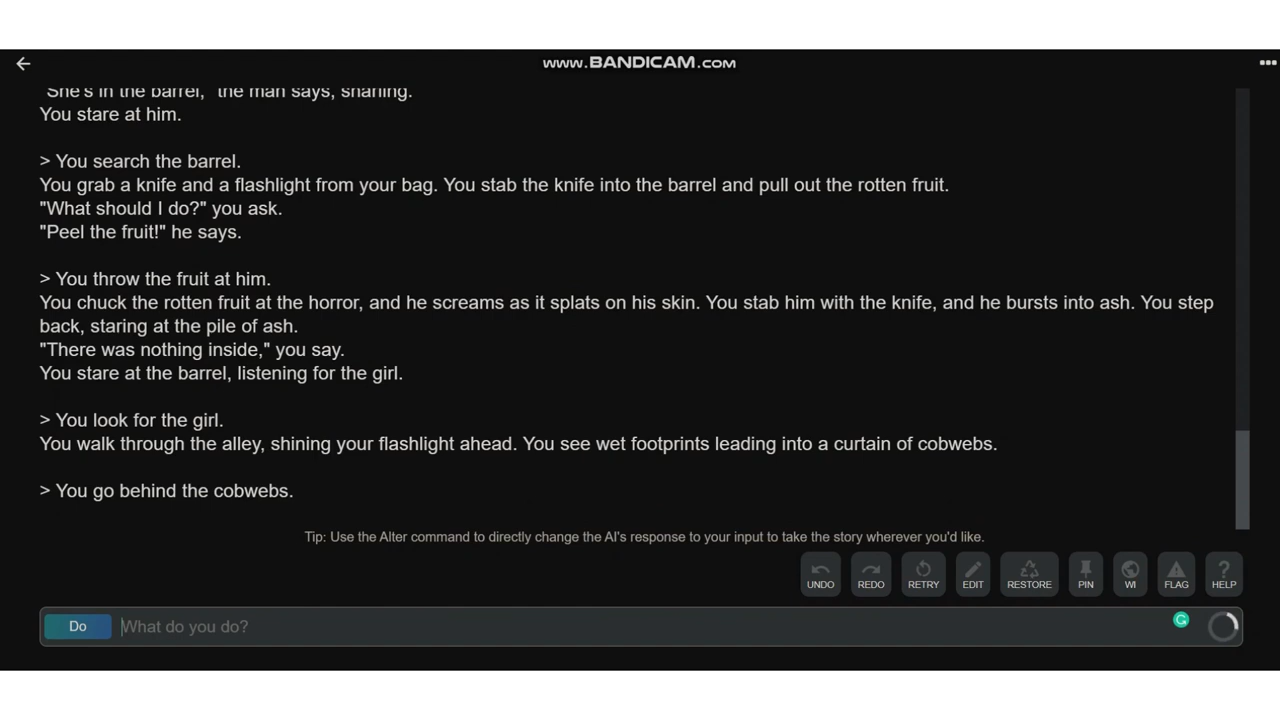 www.BANDICAM.com
"She's in the barrel," the man says, snarling.
You stare at him.
> You search the barrel.
You grab a knife and a flashlight from your bag. You stab the knife into the barrel and pull out the rotten fruit.
"What should I do?" you ask.
"Peel the fruit!" he says.
> You throw the fruit at him.
You chuck the rotten fruit at the horror, and he screams as it splats on his skin. You stab him with the knife, and he bursts into ash. You step
back, staring at the pile of ash.
"There was nothing inside," you say.
You stare at the barrel, listening for the girl.
> You look for the girl.
You walk through the alley, shining your flashlight ahead. You see wet footprints leading into a curtain of cobwebs.
> You go behind the cobwebs.
Tip: Use the Alter command to directly change the AI's response to your input to take the story wherever you'd like.
UNDO REDO RETRY EDIT RESTORE PIN WI FLAG HELP
Do What do you do?